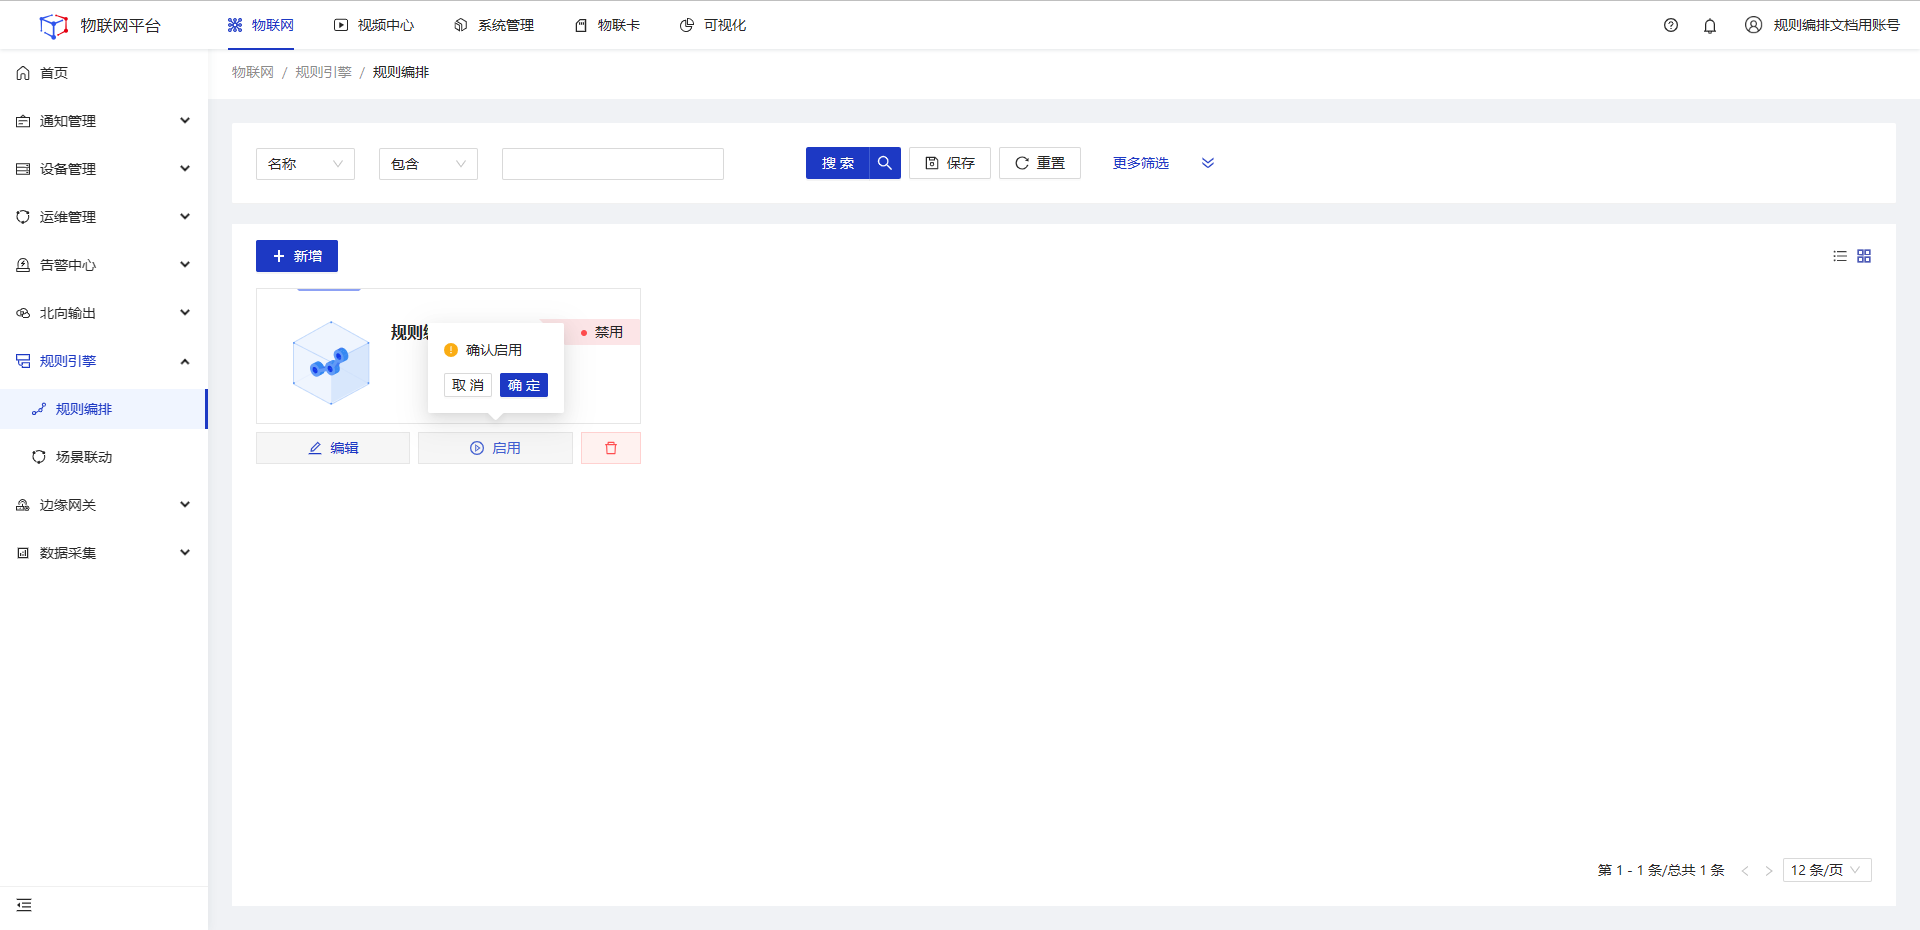 物联网平台
物联网
视频中心
系统管理
物联卡
可视化
规则编排文档用账号
首页
通知管理
设备管理
运维管理
告警中心
北向输出
规则引擎
规则编排
场景联动
边缘网关
数据采集
物联网 / 规则引擎 / 规则编排
名称
包含
搜 索
保存
重置
更多筛选
新增
规则
禁用
确认启用
取 消
确 定
编辑
启用
第 1 - 1 条/总共 1 条
12 条/页